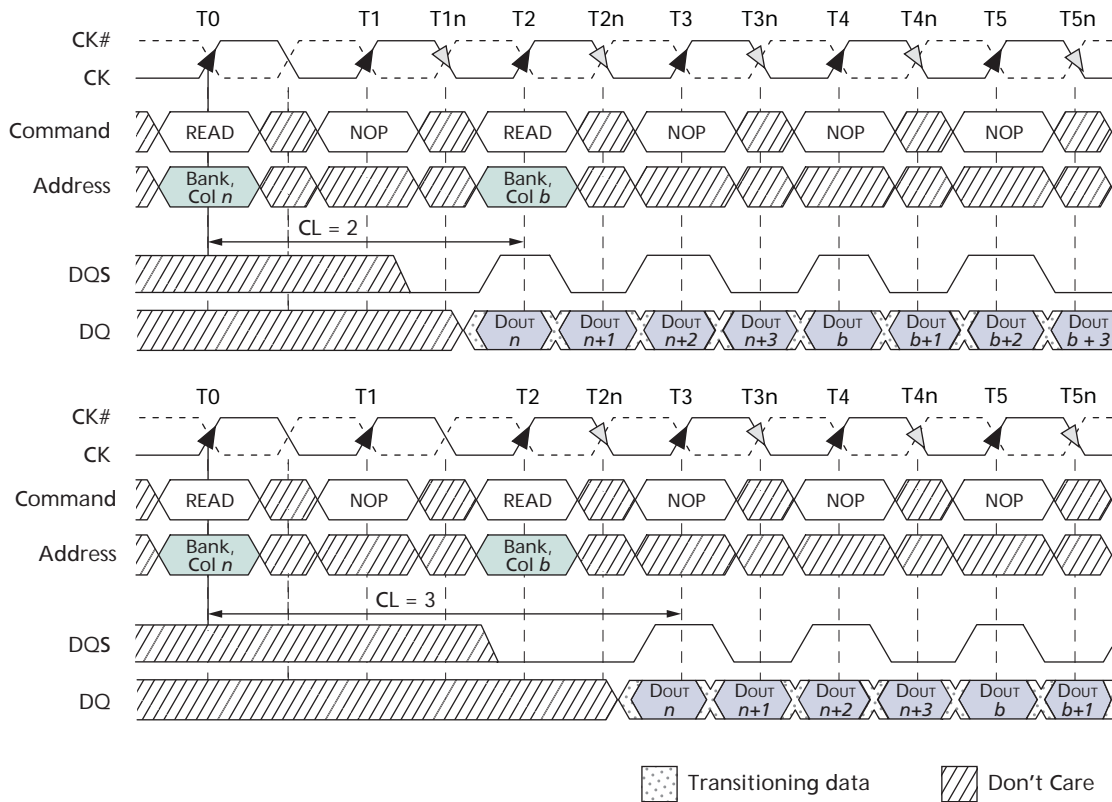 T0 T1 T1n T2 T2n T3 T3n T4 T4n T5 T5n
CK#
CK
Command READ NOP READ NOP NOP NOP
Address Bank, Col n Bank, Col b
CL = 2
DQS
DQ DOUT n DOUT n+1 DOUT n+2 DOUT n+3 DOUT b DOUT b+1 DOUT b+2 DOUT b + 3
T0 T1 T2 T2n T3 T3n T4 T4n T5 T5n
CK#
CK
Command READ NOP READ NOP NOP NOP
Address Bank, Col n Bank, Col b
CL = 3
DQS
DQ DOUT n DOUT n+1 DOUT n+2 DOUT n+3 DOUT b DOUT b+1
Transitioning data Don't Care